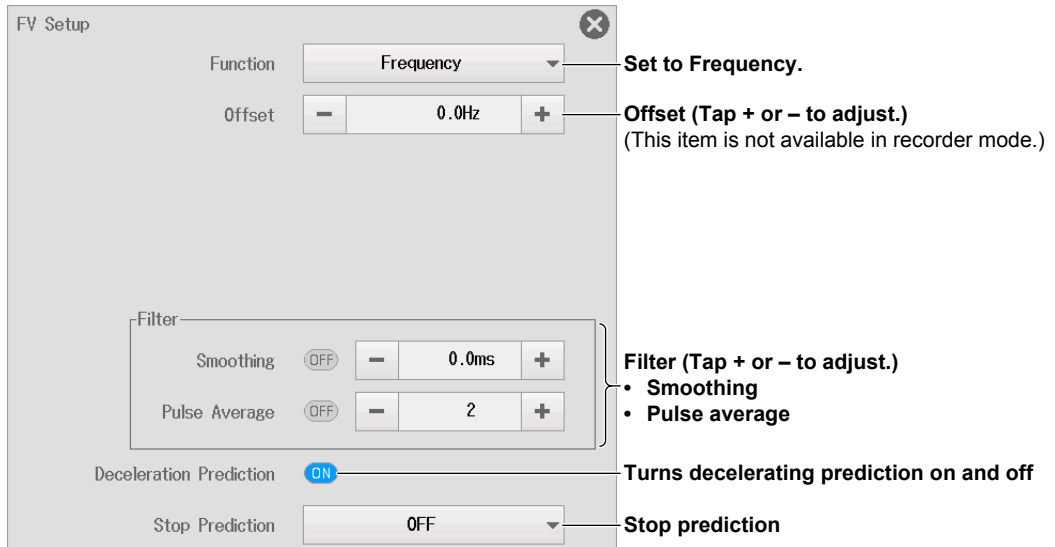 FV Setup
Function Frequency Set to Frequency.
Offset − 0.0Hz + Offset (Tap + or – to adjust.)
(This item is not available in recorder mode.)
Filter
Smoothing OFF − 0.0ms + Filter (Tap + or – to adjust.)
• Smoothing
Pulse Average OFF − 2 + • Pulse average
Deceleration Prediction ON Turns decelerating prediction on and off
Stop Prediction OFF Stop prediction